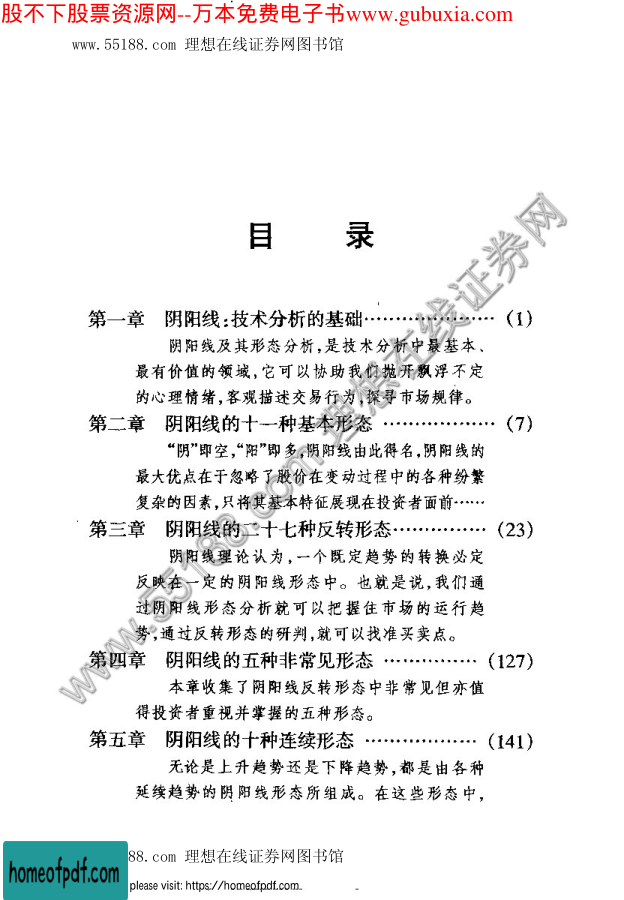 股不下股票资源网--万本免费电子书www.gubuxia.com
www.55188.com 理想在线证券网图书馆
目 录
第一章 阴阳线:技术分析的基础…………………(1)
阴阳线及其形态分析,是技术分析中最基本、
最有价值的领域,它可以协助我们抛开飘浮不定
的心理情绪,客观描述交易行为,探寻市场规律。
第二章 阴阳线的十一种基本形态………………(7)
“阴”即空,“阳”即多,阴阳线由此得名,阴阳线的
最大优点在于忽略了股价在变动过程中的各种纷繁
复杂的因素,只将其基本特征展现在投资者面前……
第三章 阴阳线的二十七种反转形态……………(23)
阴阳线理论认为,一个既定趋势的转换必定
反映在一定的阴阳线形态中。也就是说,我们通
过阴阳线形态分析就可以把握住市场的运行趋
势,通过反转形态的研判,就可以找准买卖点。
第四章 阴阳线的五种非常见形态……………(127)
本章收集了阴阳线反转形态中非常见但亦值
得投资者重视并掌握的五种形态。
第五章 阴阳线的十种连续形态………………(141)
无论是上升趋势还是下降趋势,都是由各种
延续趋势的阴阳线形态所组成。在这些形态中,
www.55188.com 理想在线证券网
88.com 理想在线证券网图书馆
homeofpdf.com
please visit: https://homeofpdf.com